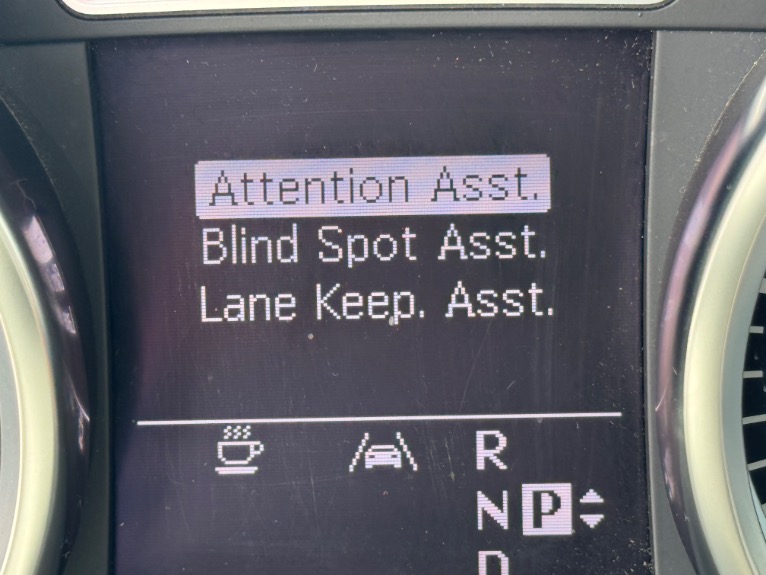 Attention Asst.
Blind Spot Asst.
Lane Keep. Asst.
R
N P
D